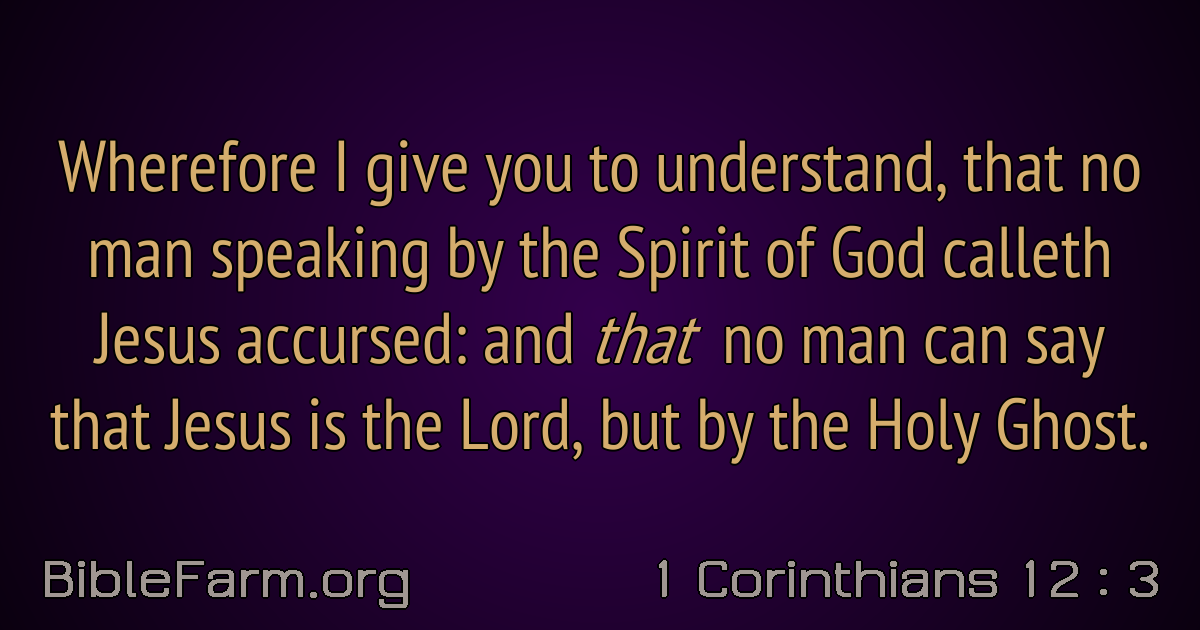 Wherefore I give you to understand, that no
man speaking by the Spirit of God calleth
Jesus accursed: and that no man can say
that Jesus is the Lord, but by the Holy Ghost.
BibleFarm.org
1 Corinthians 12 : 3